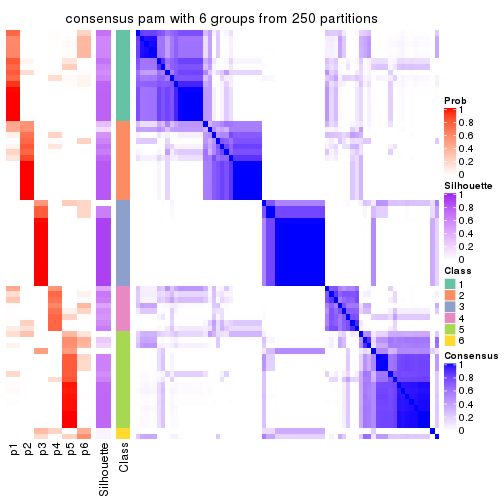 consensus pam with 6 groups from 250 partitions
Prob
1
0.8
0.6
0.4
0.2
0
Silhouette
1
0.8
0.6
0.4
0.2
0
Class
1
2
3
4
5
6
Consensus
1
0.8
0.6
0.4
0.2
0
p1
p2
p3
p4
p5
p6
Silhouette
Class